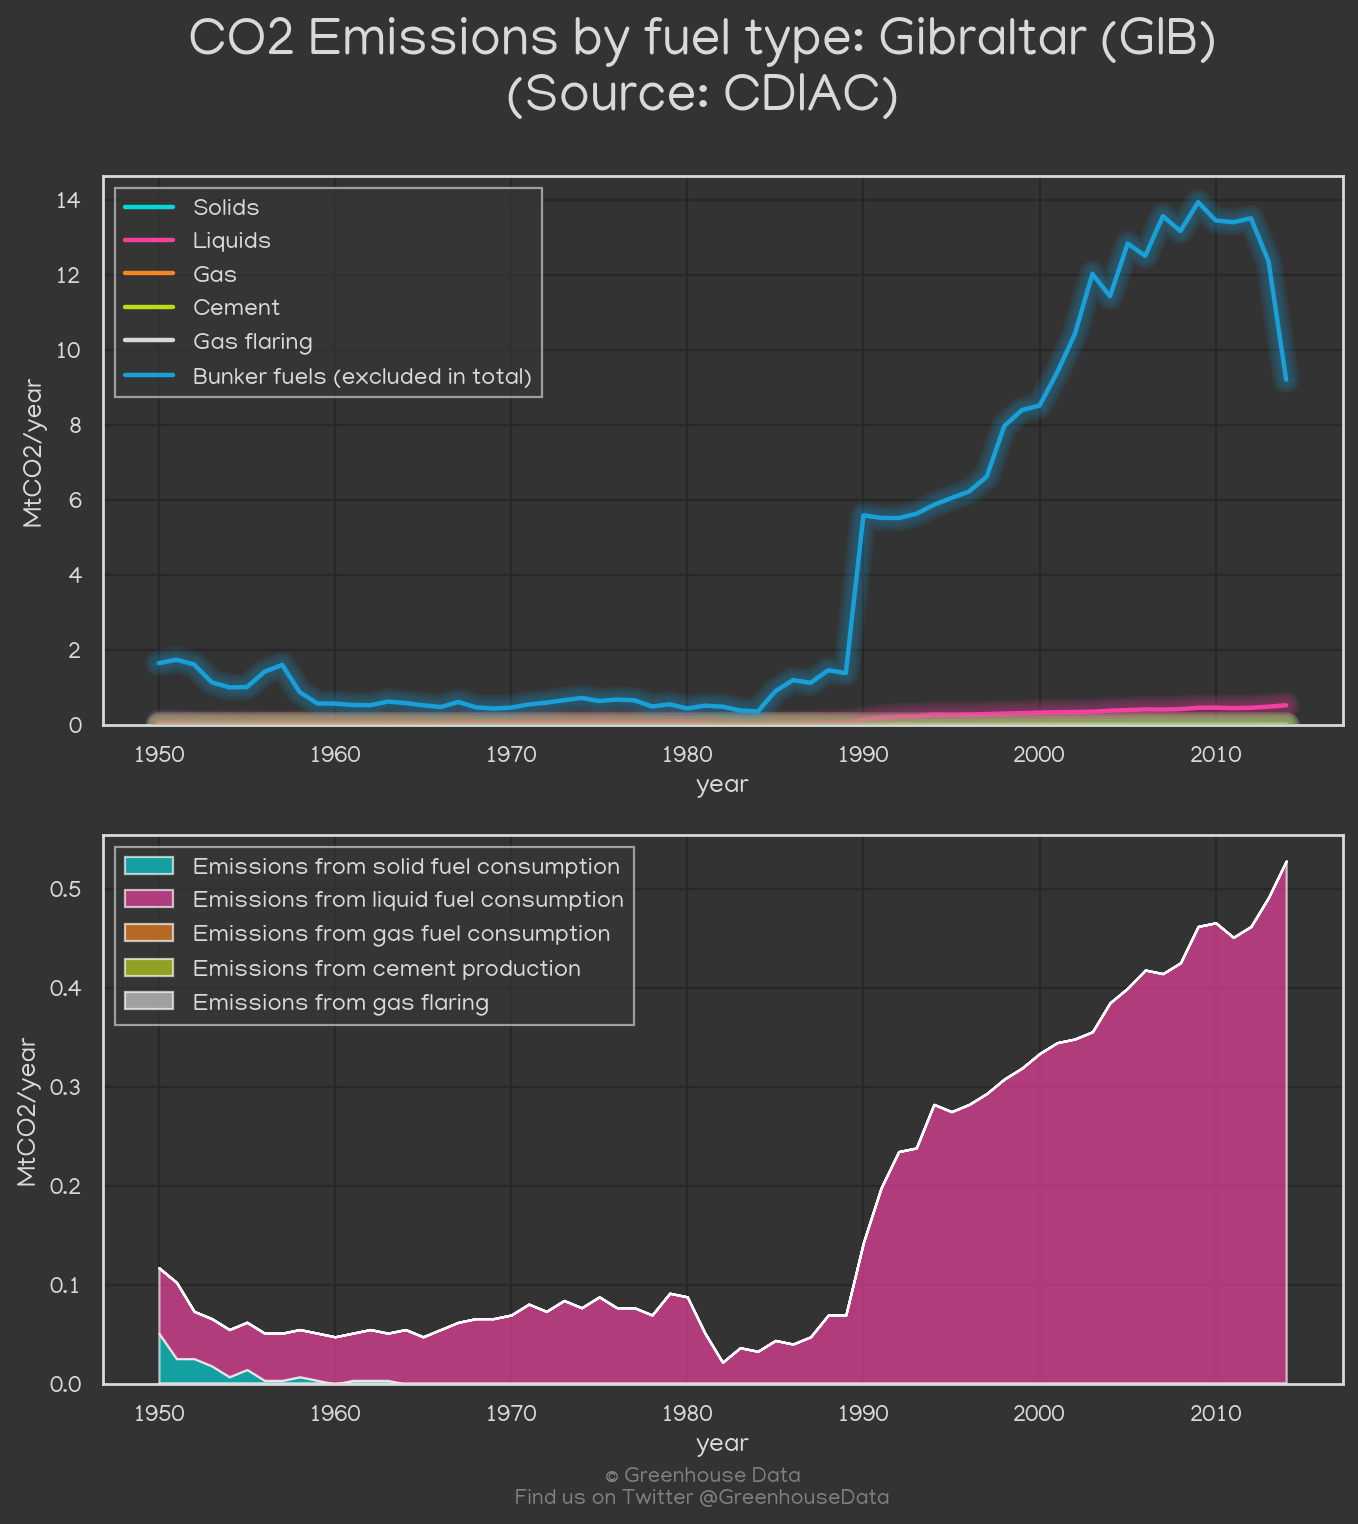 CO2 Emissions by fuel type: Gibraltar (GIB)
(Source: CDIAC)
14
12
10
8
6
4
2
0
MtCO2/year
Solids
Liquids
Gas
Cement
Gas flaring
Bunker fuels (excluded in total)
1950 1960 1970 1980 1990 2000 2010
year
0.5
0.4
0.3
0.2
0.1
0.0
MtCO2/year
Emissions from solid fuel consumption
Emissions from liquid fuel consumption
Emissions from gas fuel consumption
Emissions from cement production
Emissions from gas flaring
1950 1960 1970 1980 1990 2000 2010
year
© Greenhouse Data
Find us on Twitter @GreenhouseData